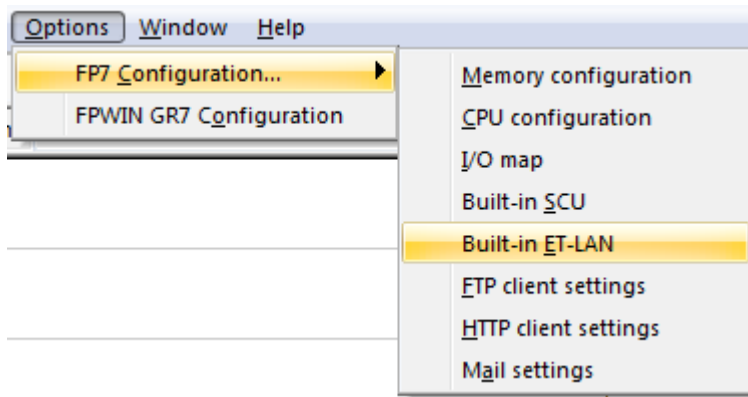 Options Window Help
FP7 Configuration...
FPWIN GR7 Configuration
Memory configuration
CPU configuration
I/O map
Built-in SCU
Built-in ET-LAN
FTP client settings
HTTP client settings
Mail settings